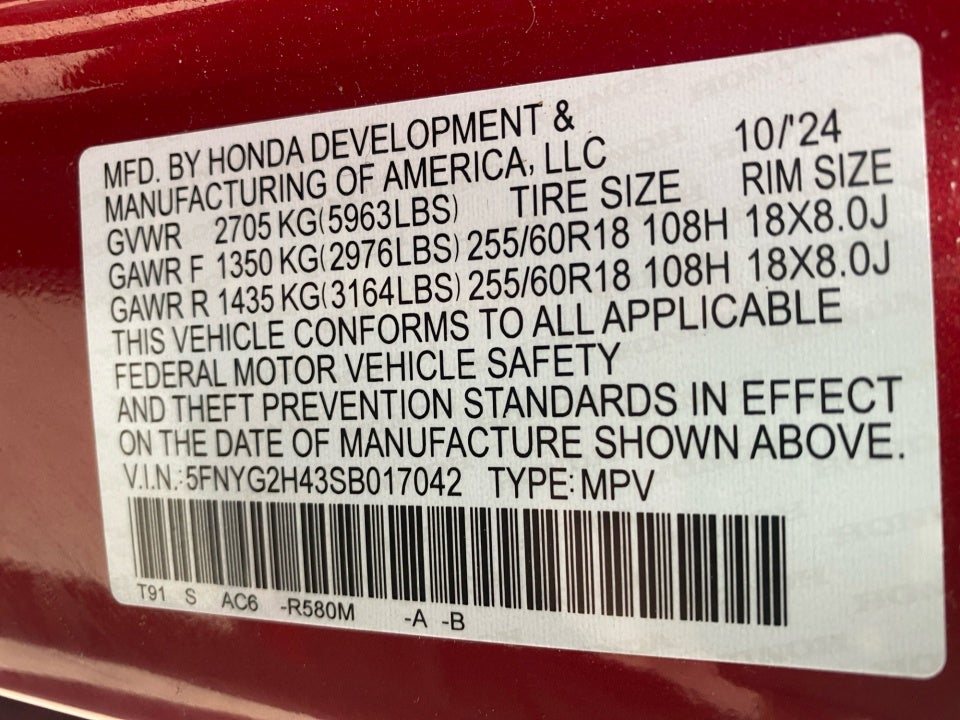 MFD. BY HONDA DEVELOPMENT &
MANUFACTURING OF AMERICA, LLC 10/'24
GVWR 2705 KG(5963LBS) TIRE SIZE RIM SIZE
GAWR F 1350 KG(2976LBS) 255/60R18 108H 18X8.0J
GAWR R 1435 KG(3164LBS) 255/60R18 108H 18X8.0J
THIS VEHICLE CONFORMS TO ALL APPLICABLE
FEDERAL MOTOR VEHICLE SAFETY
AND THEFT PREVENTION STANDARDS IN EFFECT
ON THE DATE OF MANUFACTURE SHOWN ABOVE.
V.I.N.:5FNYG2H43SB017042 TYPE:MPV
T91 S AC6 -R580M -A -B